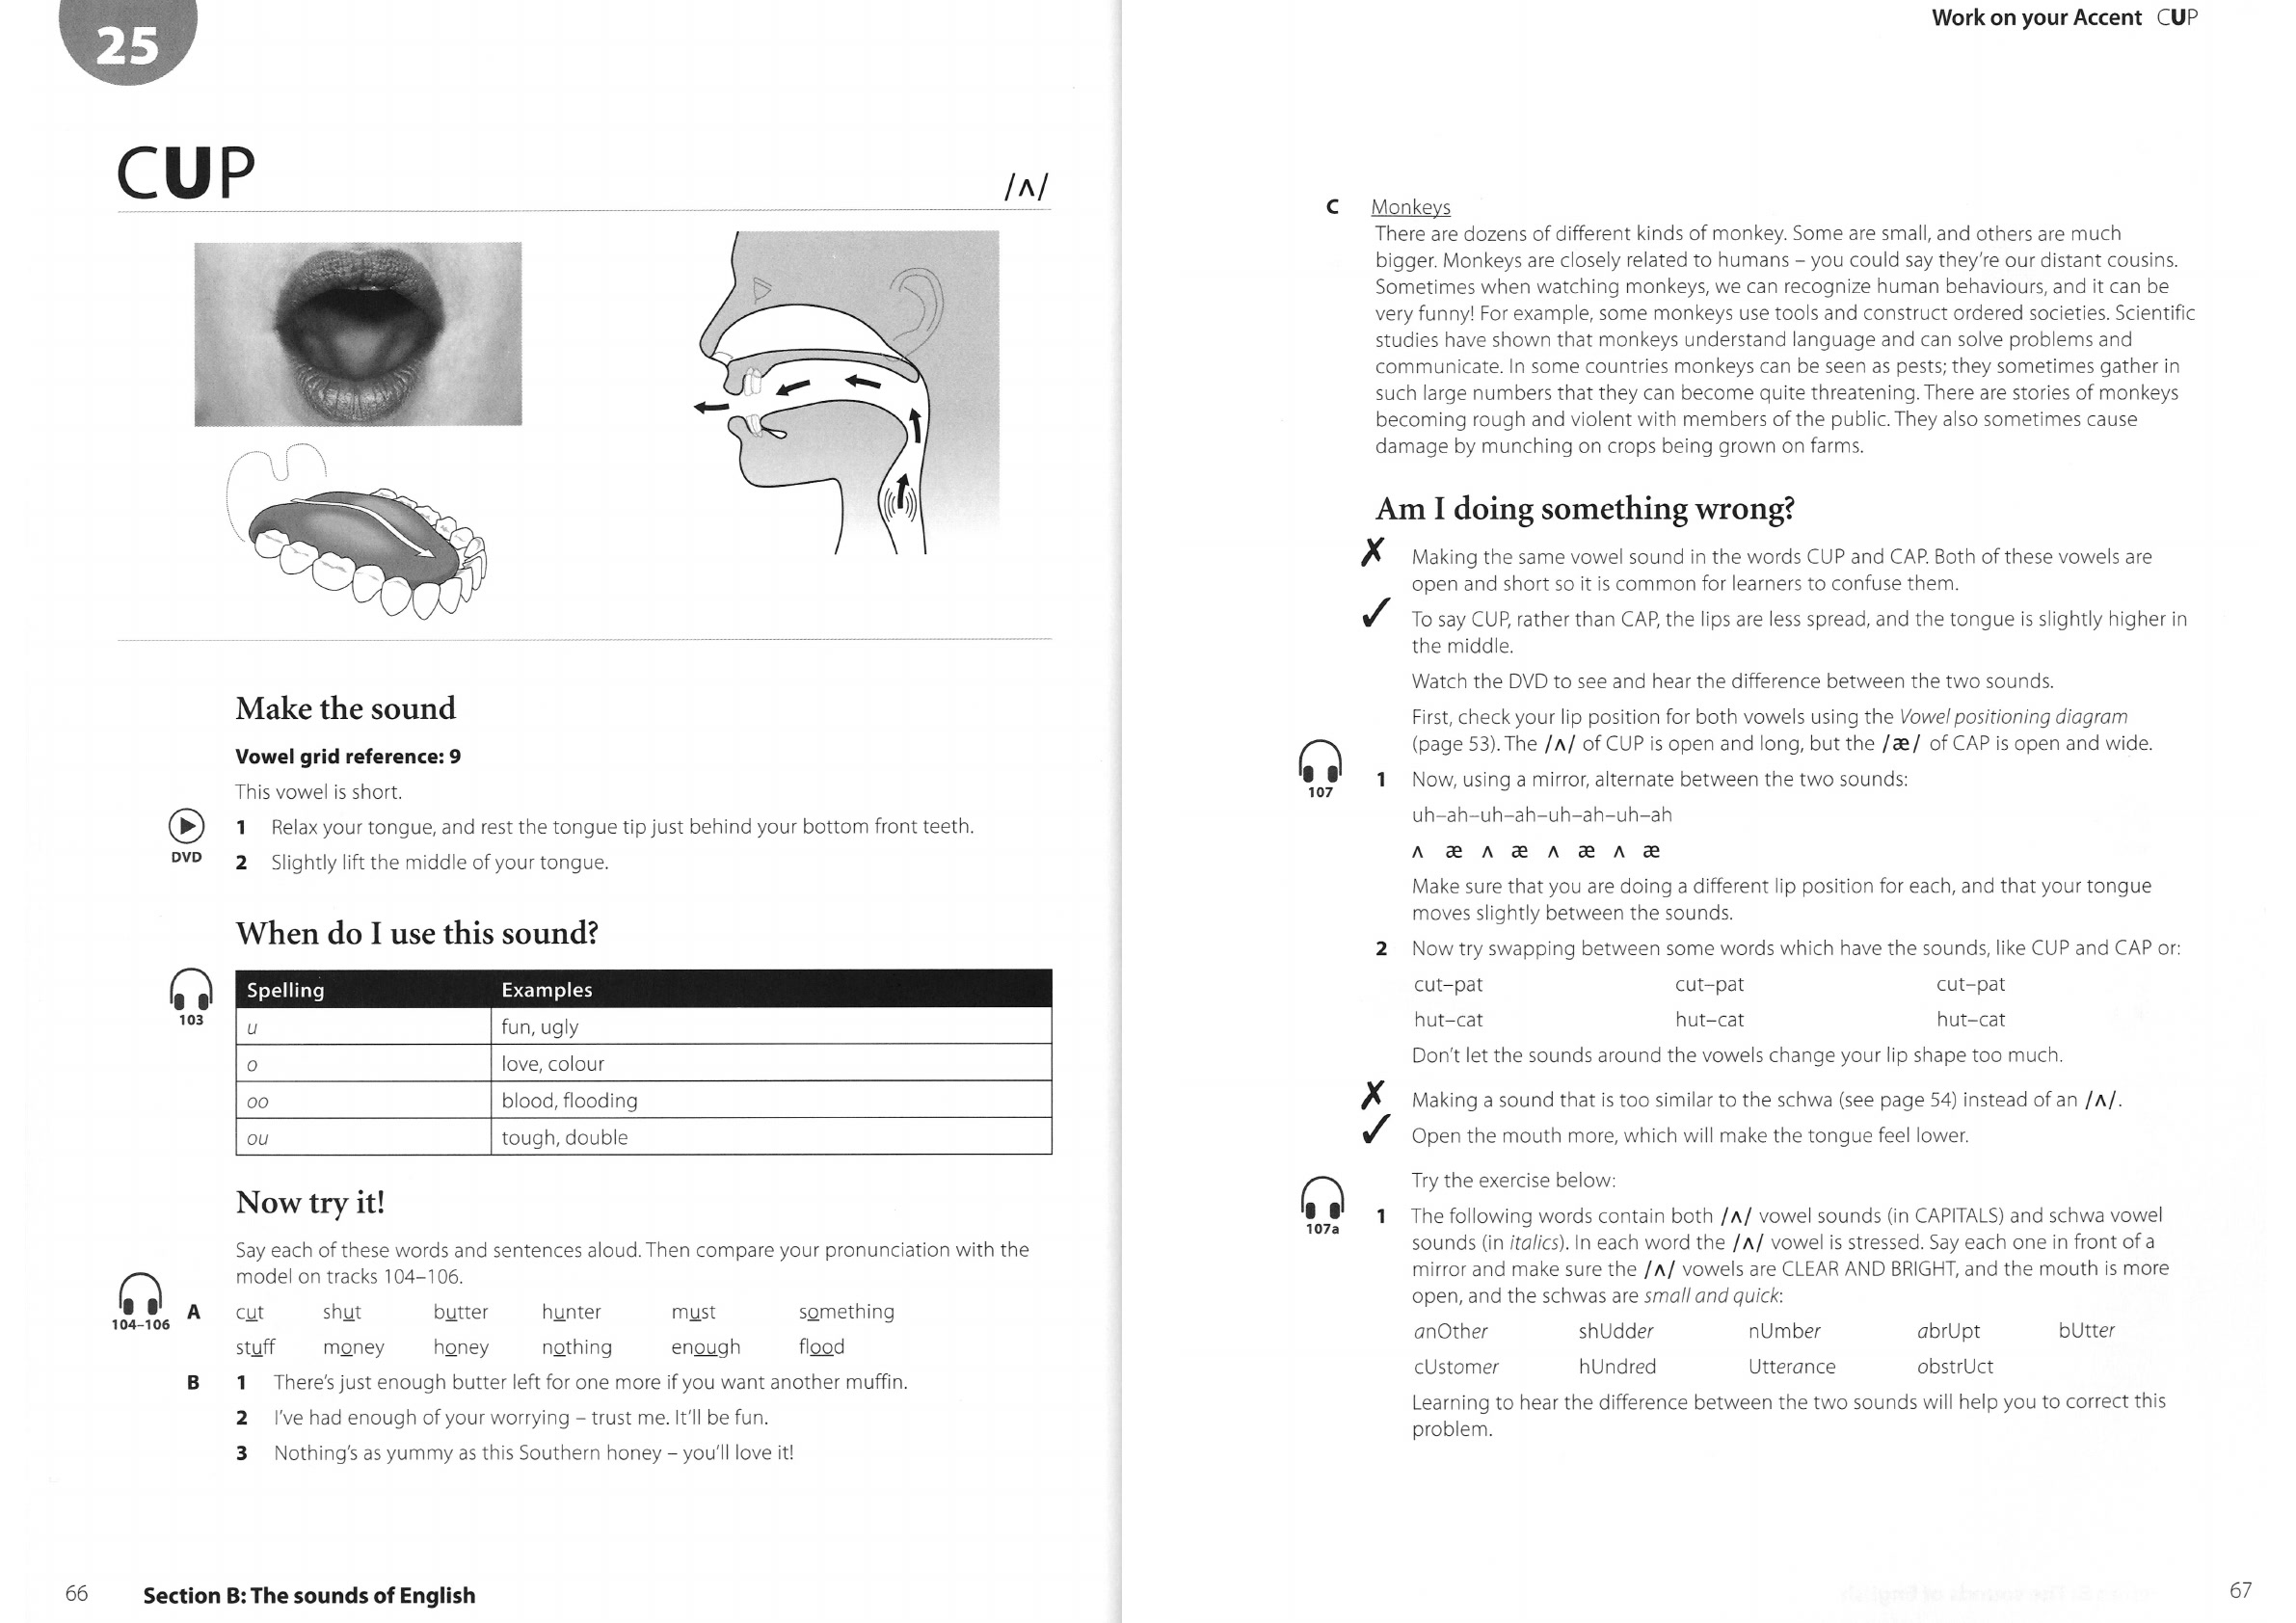 25
CUP
/ʌ/
Make the sound
Vowel grid reference: 9
This vowel is short.
DVD
1 Relax your tongue, and rest the tongue tip just behind your bottom front teeth.
2 Slightly lift the middle of your tongue.
When do I use this sound?
103
Spelling Examples
u fun, ugly
o love, colour
oo blood, flooding
ou tough, double
Now try it!
Say each of these words and sentences aloud. Then compare your pronunciation with the
model on tracks 104–106.
104–106
A cut shut butter hunter must something
stuff money honey nothing enough flood
B 1 There's just enough butter left for one more if you want another muffin.
2 I've had enough of your worrying – trust me. It'll be fun.
3 Nothing's as yummy as this Southern honey – you'll love it!
66 Section B: The sounds of English
Work on your Accent CUP
C Monkeys
There are dozens of different kinds of monkey. Some are small, and others are much
bigger. Monkeys are closely related to humans – you could say they're our distant cousins.
Sometimes when watching monkeys, we can recognize human behaviours, and it can be
very funny! For example, some monkeys use tools and construct ordered societies. Scientific
studies have shown that monkeys understand language and can solve problems and
communicate. In some countries monkeys can be seen as pests; they sometimes gather in
such large numbers that they can become quite threatening. There are stories of monkeys
becoming rough and violent with members of the public. They also sometimes cause
damage by munching on crops being grown on farms.
Am I doing something wrong?
✗ Making the same vowel sound in the words CUP and CAP. Both of these vowels are
open and short so it is common for learners to confuse them.
✓ To say CUP, rather than CAP, the lips are less spread, and the tongue is slightly higher in
the middle.
Watch the DVD to see and hear the difference between the two sounds.
First, check your lip position for both vowels using the Vowel positioning diagram
(page 53). The /ʌ/ of CUP is open and long, but the /æ/ of CAP is open and wide.
107
1 Now, using a mirror, alternate between the two sounds:
uh–ah–uh–ah–uh–ah–uh–ah
ʌ æ ʌ æ ʌ æ ʌ æ
Make sure that you are doing a different lip position for each, and that your tongue
moves slightly between the sounds.
2 Now try swapping between some words which have the sounds, like CUP and CAP or:
cut–pat cut–pat cut–pat
hut–cat hut–cat hut–cat
Don't let the sounds around the vowels change your lip shape too much.
✗ Making a sound that is too similar to the schwa (see page 54) instead of an /ʌ/.
✓ Open the mouth more, which will make the tongue feel lower.
Try the exercise below:
107a
1 The following words contain both /ʌ/ vowel sounds (in CAPITALS) and schwa vowel
sounds (in italics). In each word the /ʌ/ vowel is stressed. Say each one in front of a
mirror and make sure the /ʌ/ vowels are CLEAR AND BRIGHT, and the mouth is more
open, and the schwas are small and quick:
anOther shUdder nUmber abrUpt bUtter
cUstomer hUndred Utterance obstrUct
Learning to hear the difference between the two sounds will help you to correct this
problem.
67